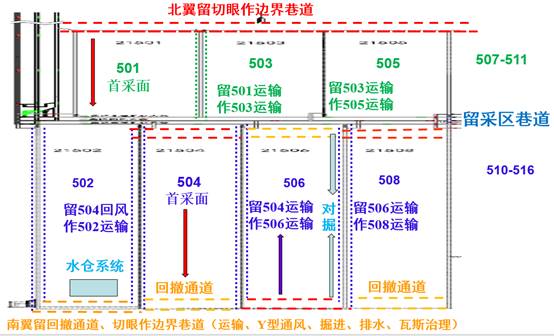 北翼留切眼作边界巷道
21501
21503
21505
501
首采面
503
留501运输
作503运输
505
留503运输
作505运输
507-511
留采区巷道
21502
21504
21506
21508
502
留504回风
作502运输
504
首采面
506
留504运输
作506运输
对掘
508
留506运输
作508运输
510-516
水仓系统
回撤通道
回撤通道
南翼留回撤通道、切眼作边界巷道（运输、Y型通风、掘进、排水、瓦斯治理）